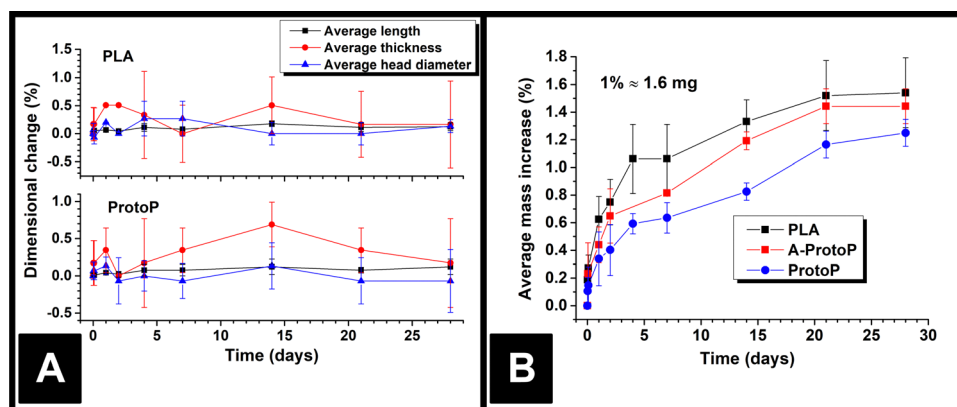 PLA
Average length
Average thickness
Average head diameter
1.5
1.0
0.5
0.0
-0.5
ProtoP
1.0
0.5
0.0
-0.5
0 5 10 15 20 25
Dimensional change (%)
Time (days)
A
1% ≈ 1.6 mg
1.8
1.6
1.4
1.2
1.0
0.8
0.6
0.4
0.2
0.0
Average mass increase (%)
PLA
A-ProtoP
ProtoP
0 5 10 15 20 25 30
Time (days)
B